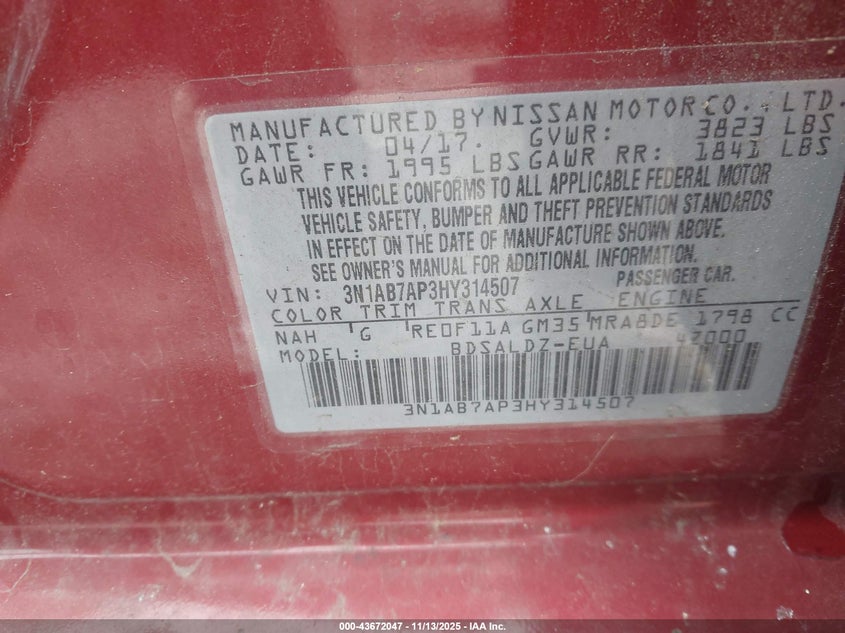 MANUFACTURED BY NISSAN MOTOR CO., LTD.
DATE: 04/17. GVWR: 3823 LBS
GAWR FR: 1995 LBS GAWR RR: 1841 LBS
THIS VEHICLE CONFORMS TO ALL APPLICABLE FEDERAL MOTOR
VEHICLE SAFETY, BUMPER AND THEFT PREVENTION STANDARDS
IN EFFECT ON THE DATE OF MANUFACTURE SHOWN ABOVE.
SEE OWNER'S MANUAL FOR ADDITIONAL INFORMATION.
VIN: 3N1AB7AP3HY314507 PASSENGER CAR.
COLOR TRIM TRANS AXLE ENGINE
NAH G RE0F11A GM35 MRA8DE 1798 CC
MODEL: BDSALDZ-EUA 47000
3N1AB7AP3HY314507
000-43672047 - 11/13/2025 - IAA Inc.